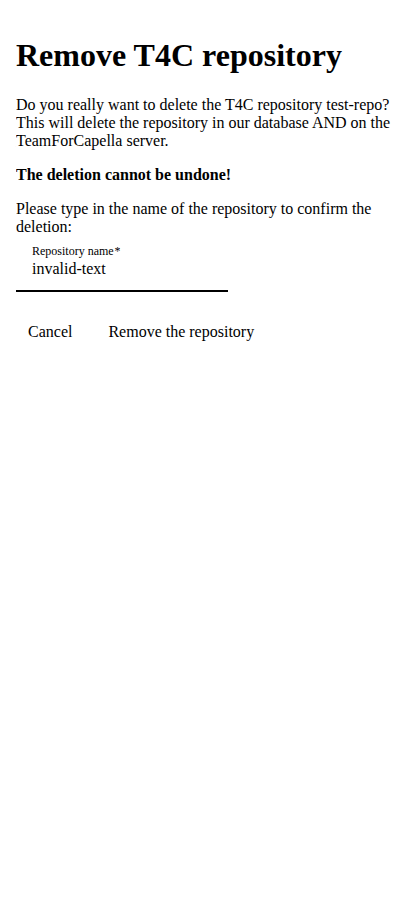 Remove T4C repository
Do you really want to delete the T4C repository test-repo?
This will delete the repository in our database AND on the
TeamForCapella server.
The deletion cannot be undone!
Please type in the name of the repository to confirm the
deletion:
Repository name*
invalid-text
Cancel Remove the repository